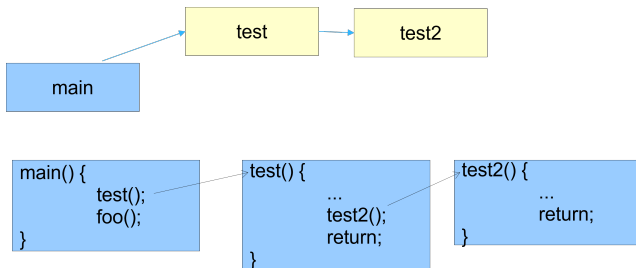 test
test2
main
main() {
test();
foo();
}
test() {
...
test2();
return;
}
test2() {
...
return;
}